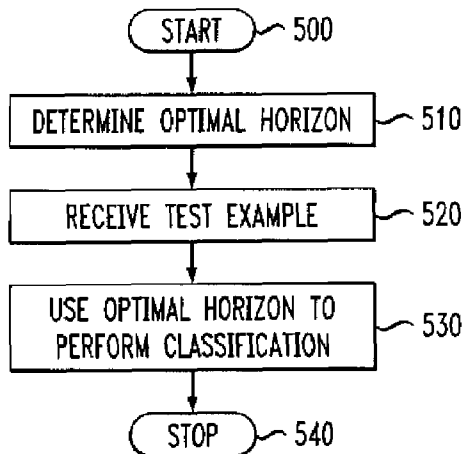 START 500
DETERMINE OPTIMAL HORIZON 510
RECEIVE TEST EXAMPLE 520
USE OPTIMAL HORIZON TO
PERFORM CLASSIFICATION 530
STOP 540